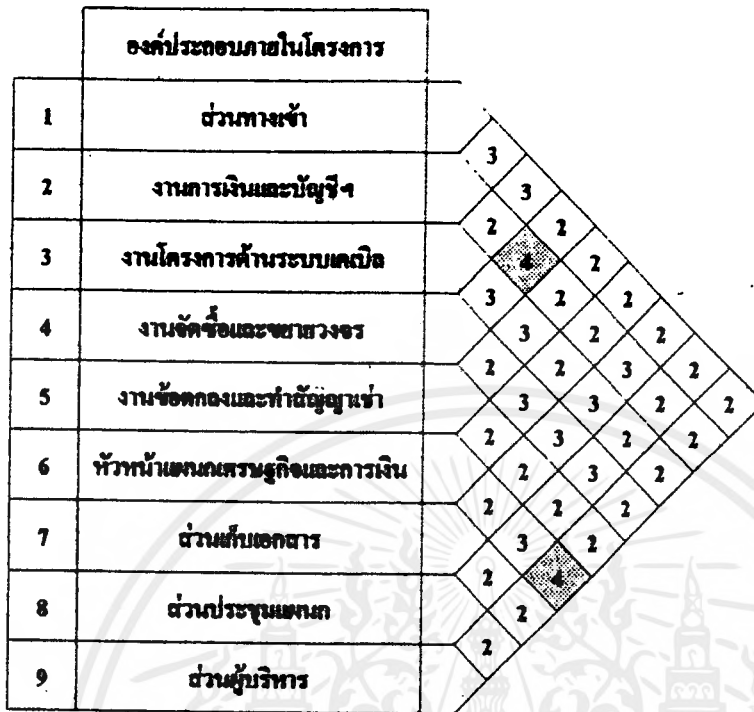 องค์ประกอบภายในโครงการ
1 ส่วนทางเข้า
3
2 งานการเงินและบัญชีฯ 3
2 2
3 งานโครงการด้านระบบเคเบิล 4 2
3 2 2
4 งานจัดซื้อและขยายวงจร 3 2 2
2 2 3 2
5 งานข้อตกลงและทำสัญญาเช่า 3 3 2 2
2 3 2 2
6 หัวหน้าแผนกเศรษฐกิจและการเงิน 2 3 2
2 2 2
7 ส่วนเก็บเอกสาร 3 2
2 4
8 ส่วนประชุมแผนก 2
2
9 ส่วนผู้บริหาร